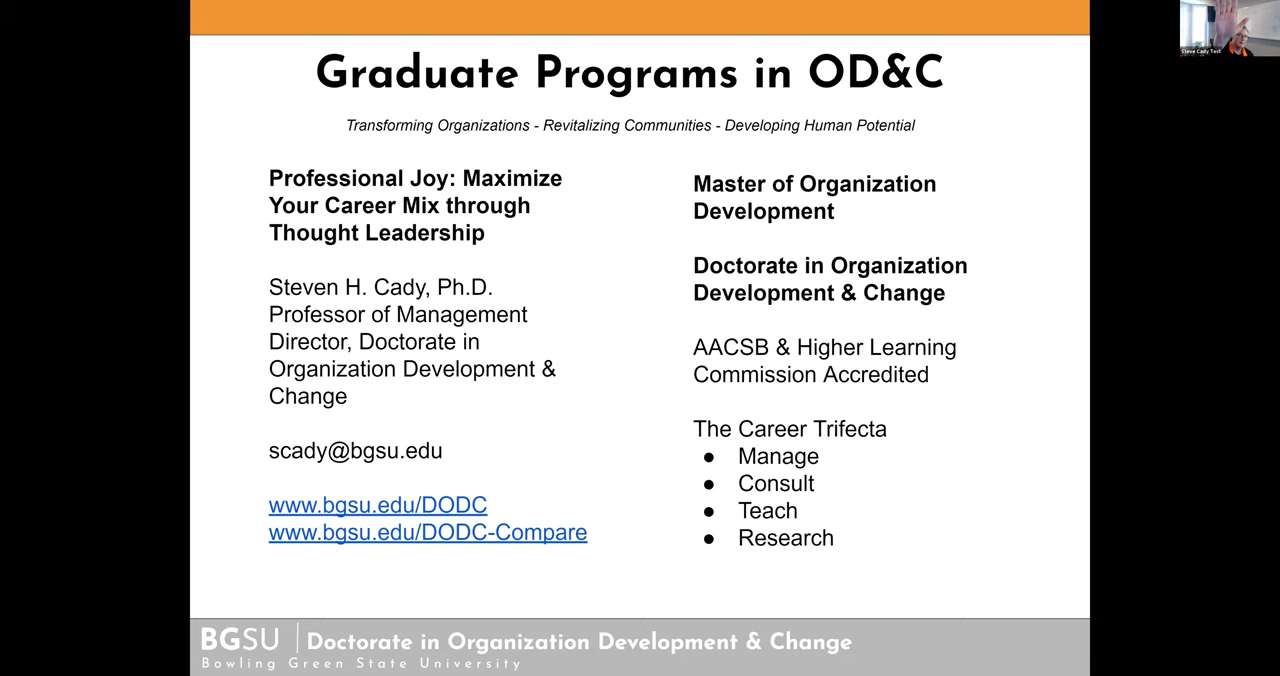 Graduate Programs in OD&C
Transforming Organizations - Revitalizing Communities - Developing Human Potential
Professional Joy: Maximize
Your Career Mix through
Thought Leadership
Steven H. Cady, Ph.D.
Professor of Management
Director, Doctorate in
Organization Development &
Change
scady@bgsu.edu
www.bgsu.edu/DODC
www.bgsu.edu/DODC-Compare
Master of Organization
Development
Doctorate in Organization
Development & Change
AACSB & Higher Learning
Commission Accredited
The Career Trifecta
● Manage
● Consult
● Teach
● Research
BGSU | Doctorate in Organization Development & Change
Bowling Green State University
Steve Cady Test